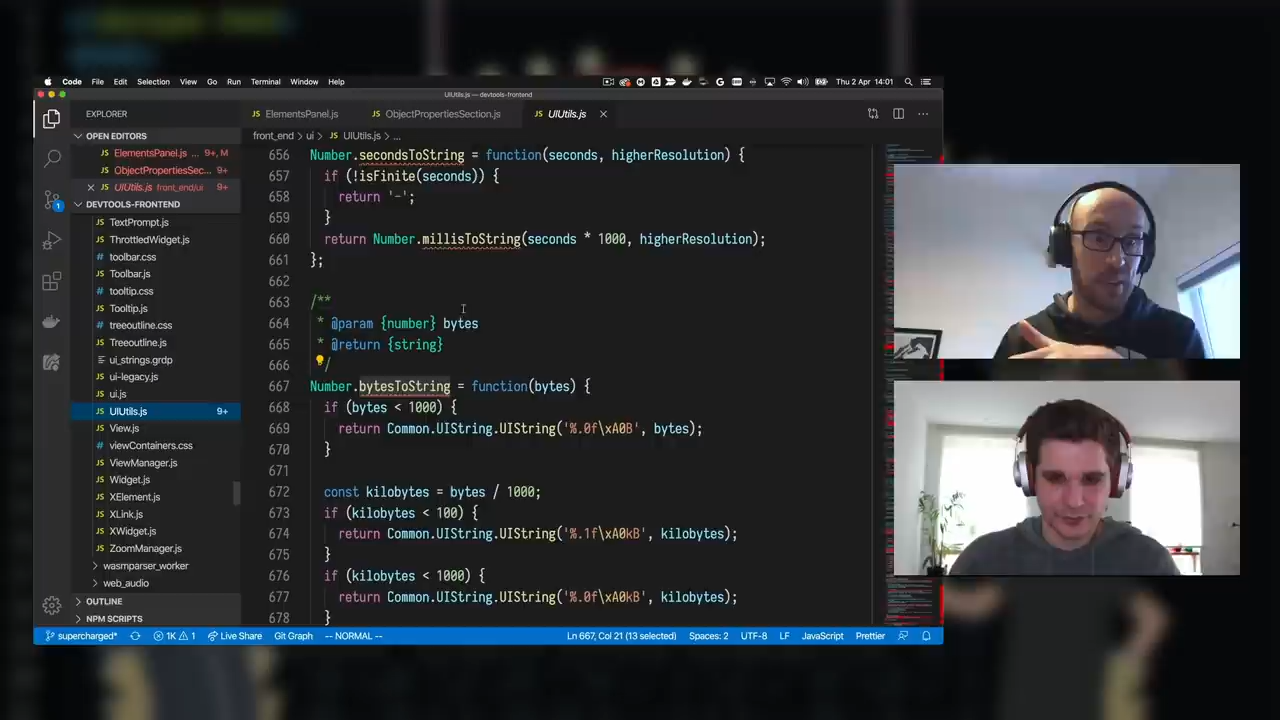 Code File Edit Selection View Go Run Terminal Window Help
Thu 2 Apr 14:01
UIUtils.js — devtools-frontend
EXPLORER
OPEN EDITORS
ElementsPanel.js ... 9+, M
ObjectPropertiesSec... 9+
UIUtils.js front_end/ui 9+
DEVTOOLS-FRONTEND
TextPrompt.js
ThrottledWidget.js
toolbar.css
Toolbar.js
tooltip.css
Tooltip.js
treeoutline.css
Treeoutline.js
ui_strings.grdp
ui-legacy.js
ui.js
UIUtils.js 9+
View.js
viewContainers.css
ViewManager.js
Widget.js
XElement.js
XLink.js
XWidget.js
ZoomManager.js
wasmparser_worker
web_audio
OUTLINE
NPM SCRIPTS
ElementsPanel.js ObjectPropertiesSection.js UIUtils.js
front_end > ui > JS UIUtils.js > ...
656 Number.secondsToString = function(seconds, higherResolution) {
657 if (!isFinite(seconds)) {
658 return '-';
659 }
660 return Number.millisToString(seconds * 1000, higherResolution);
661 };
662
663 /**
664 * @param {number} bytes
665 * @return {string}
666 */
667 Number.bytesToString = function(bytes) {
668 if (bytes < 1000) {
669 return Common.UIString.UIString('%.0f\xA0B', bytes);
670 }
671
672 const kilobytes = bytes / 1000;
673 if (kilobytes < 100) {
674 return Common.UIString.UIString('%.1f\xA0kB', kilobytes);
675 }
676 if (kilobytes < 1000) {
677 return Common.UIString.UIString('%.0f\xA0kB', kilobytes);
678 }
supercharged* 1K 1 Live Share Git Graph -- NORMAL -- Ln 667, Col 21 (13 selected) Spaces: 2 UTF-8 LF JavaScript Prettier